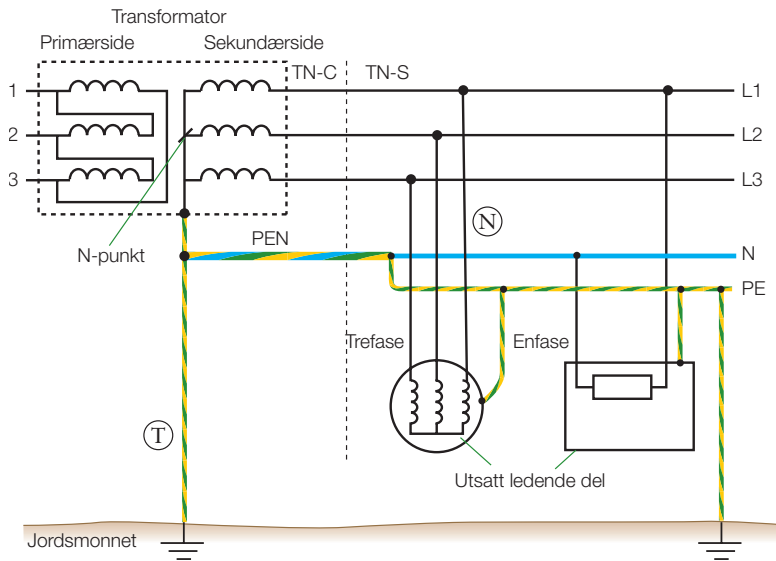 Transformator
Primærside
Sekundærside
TN-C
TN-S
1
L1
2
L2
3
L3
N
N-punkt
PEN
N
PE
Trefase
Enfase
T
Utsatt ledende del
Jordsmonnet